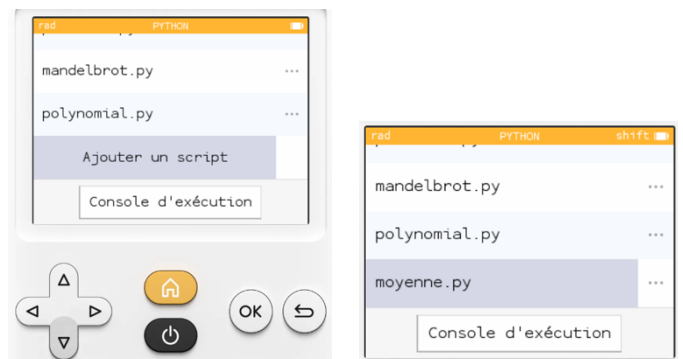 rad PYTHON
mandelbrot.py ...
polynomial.py ...
Ajouter un script
Console d'exécution
OK
rad PYTHON shift
mandelbrot.py ...
polynomial.py ...
moyenne.py ...
Console d'exécution